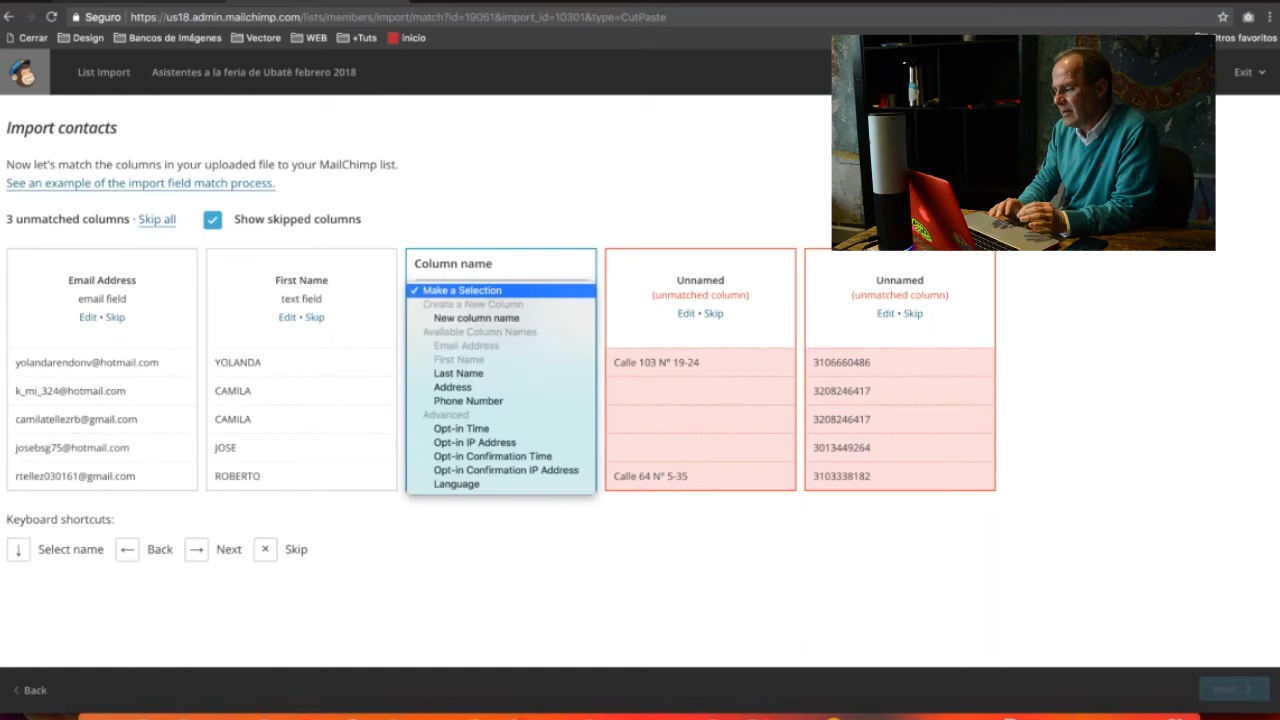 Seguro https://us18.admin.mailchimp.com/lists/members/import/match?id=19061&import_id=10301&type=CutPaste
Cerrar Design Bancos de Imágenes Vectore WEB +Tuts Inicio Otros favoritos
List Import Asistentes a la feria de Ubatè febrero 2018 Exit
Import contacts
Now let's match the columns in your uploaded file to your MailChimp list.
See an example of the import field match process.
3 unmatched columns · Skip all Show skipped columns
Email Address
email field
Edit • Skip
yolandarendonv@hotmail.com
k_mi_324@hotmail.com
camilatellezrb@gmail.com
josebsg75@hotmail.com
rtellez030161@gmail.com
First Name
text field
Edit • Skip
YOLANDA
CAMILA
CAMILA
JOSE
ROBERTO
Column name
✓ Make a Selection
Create a New Column
New column name
Available Column Names
Email Address
First Name
Last Name
Address
Phone Number
Advanced
Opt-in Time
Opt-in IP Address
Opt-in Confirmation Time
Opt-in Confirmation IP Address
Language
Unnamed
(unmatched column)
Edit • Skip
Calle 103 N° 19-24
Calle 64 N° 5-35
Unnamed
(unmatched column)
Edit • Skip
3106660486
3208246417
3208246417
3013449264
3103338182
Keyboard shortcuts:
↓ Select name ← Back → Next × Skip
Back
Next